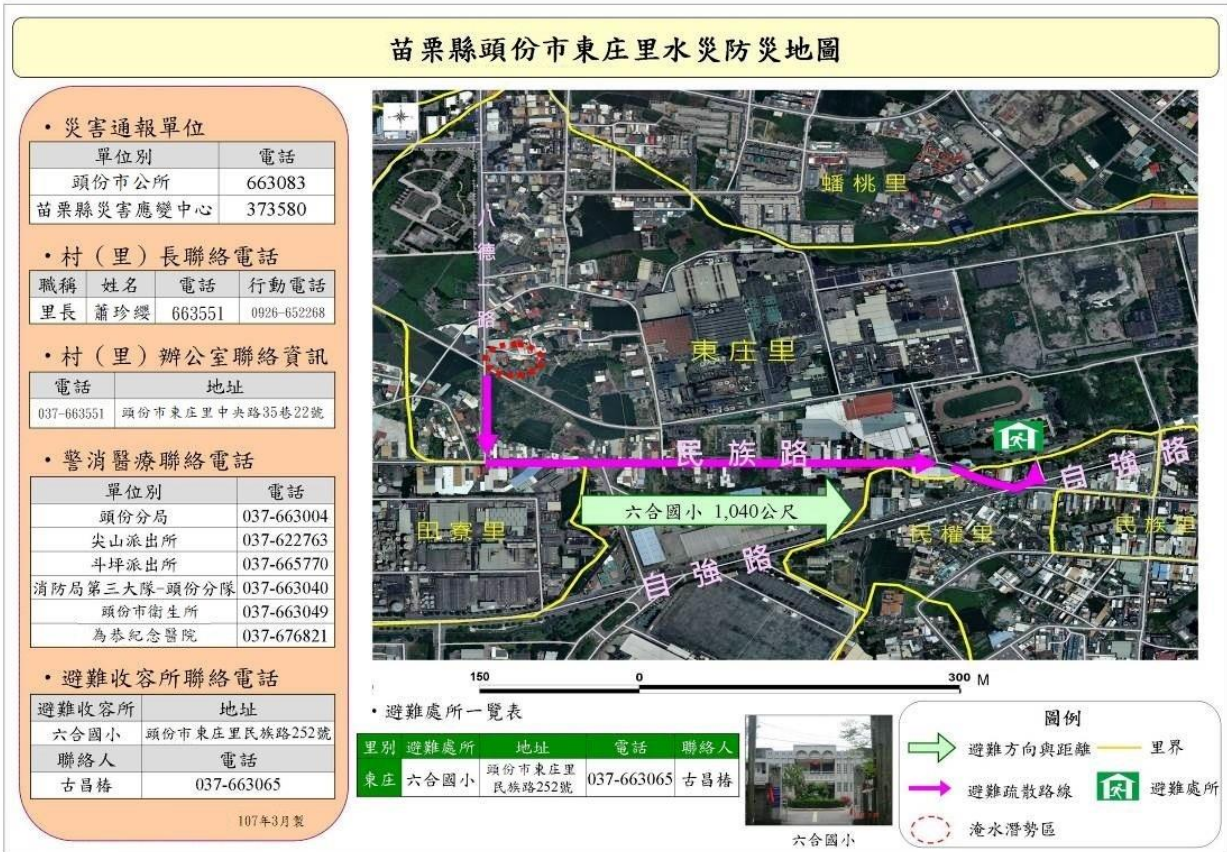 苗栗縣頭份市東庄里水災防災地圖
・災害通報單位
單位別 電話
頭份市公所 663083
苗栗縣災害應變中心 373580
・村（里）長聯絡電話
職稱 姓名 電話 行動電話
里長 蕭珍纓 663551 0926-652268
・村（里）辦公室聯絡資訊
電話 地址
037-663551 頭份市東庄里中央路35巷22號
・警消醫療聯絡電話
單位別 電話
頭份分局 037-663004
尖山派出所 037-622763
斗坪派出所 037-665770
消防局第三大隊-頭份分隊 037-663040
頭份市衛生所 037-663049
為恭紀念醫院 037-676821
・避難收容所聯絡電話
避難收容所 地址
六合國小 頭份市東庄里民族路252號
聯絡人 電話
古昌椿 037-663065
107年3月製
蟠桃里
八德一路
東庄里
民族路
自強路
六合國小 1,040公尺
田寮里
民權里
民族里
自強路
150 0 300 M
・避難處所一覽表
里別 避難處所 地址 電話 聯絡人
東庄 六合國小 頭份市東庄里民族路252號 037-663065 古昌椿
六合國小
圖例
避難方向與距離 里界
避難疏散路線 避難處所
淹水潛勢區